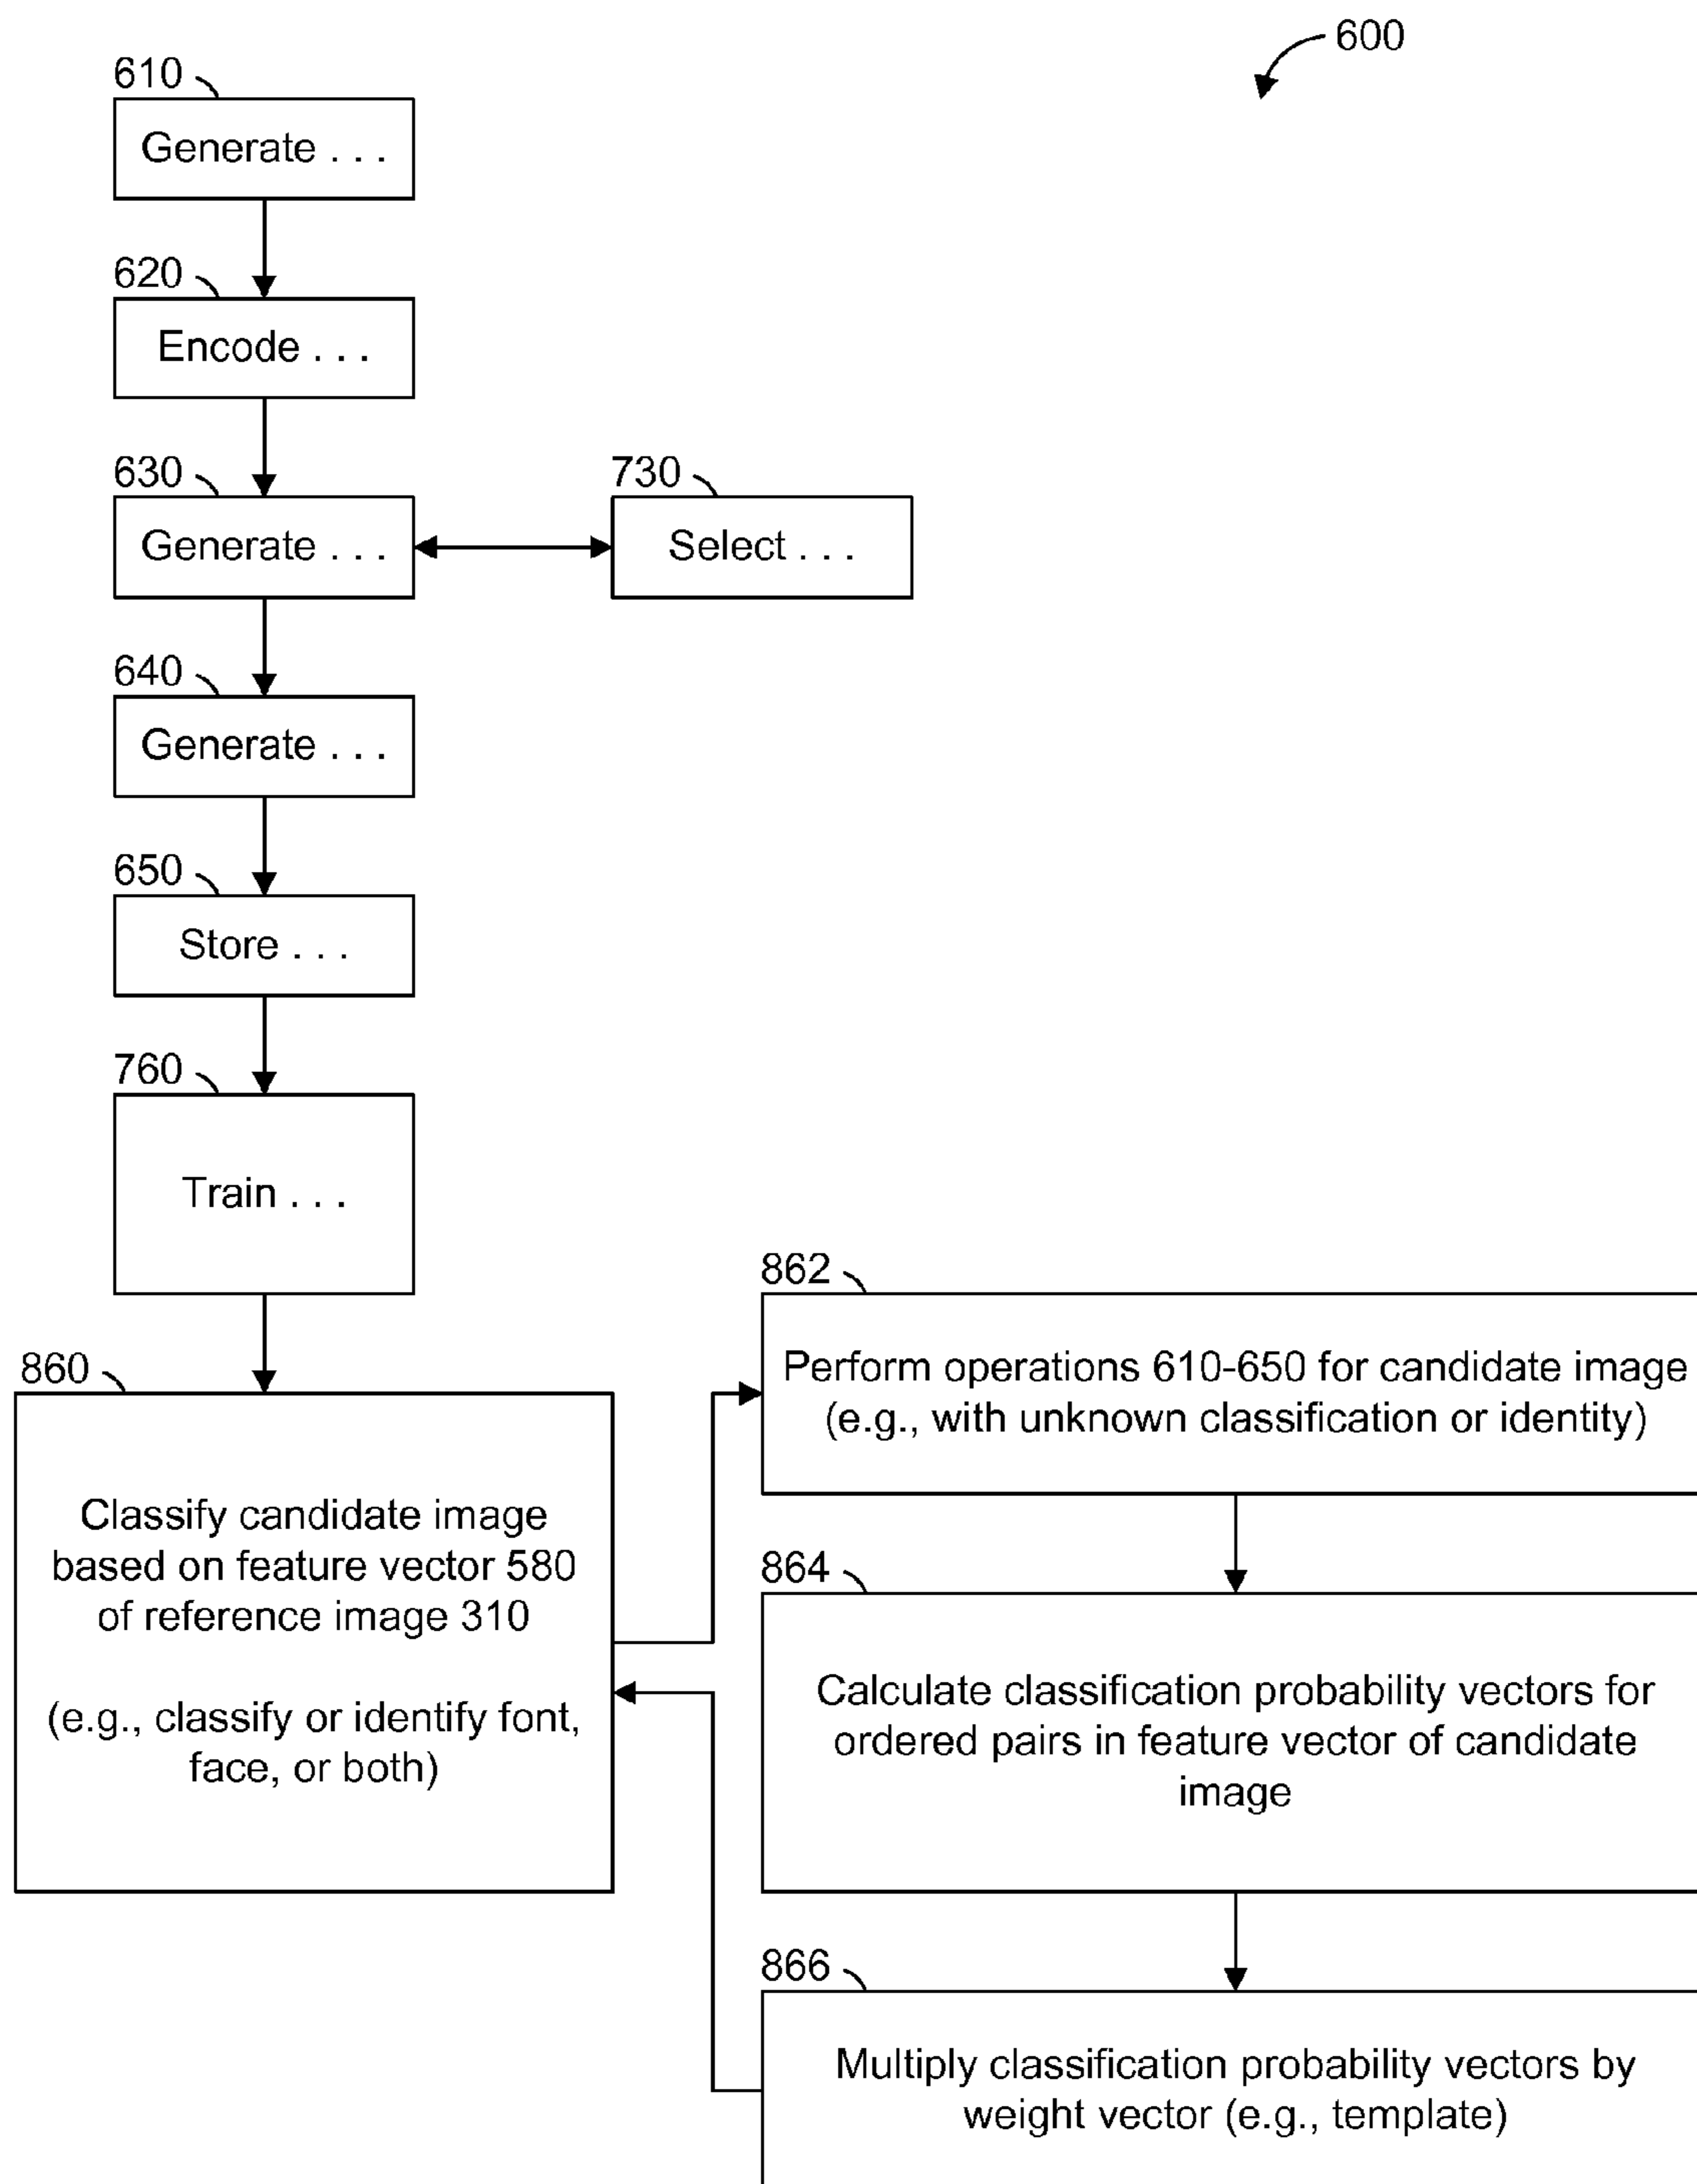 600
610
Generate . . .
620
Encode . . .
630
Generate . . .
730
Select . . .
640
Generate . . .
650
Store . . .
760
Train . . .
860
Classify candidate image
based on feature vector 580
of reference image 310
(e.g., classify or identify font,
face, or both)
862
Perform operations 610-650 for candidate image
(e.g., with unknown classification or identity)
864
Calculate classification probability vectors for
ordered pairs in feature vector of candidate
image
866
Multiply classification probability vectors by
weight vector (e.g., template)